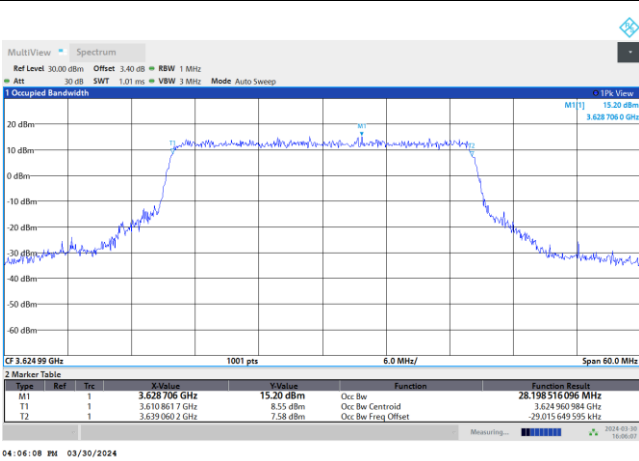 MultiView Spectrum
Ref Level 30.00 dBm Offset 3.40 dB RBW 1 MHz
Att 30 dB SWT 1.01 ms VBW 3 MHz Mode Auto Sweep
1 Occupied Bandwidth 1Pk View
M1[1] 15.20 dBm
3.628 706 0 GHz
20 dBm
M1
T1
T2
10 dBm
0 dBm
-10 dBm
-20 dBm
-30 dBm
-40 dBm
-50 dBm
-60 dBm
CF 3.624 99 GHz 1001 pts 6.0 MHz/ Span 60.0 MHz
2 Marker Table
Type Ref Trc X-Value Y-Value Function Function Result
M1 1 3.628 706 GHz 15.20 dBm Occ Bw 28.198 516 096 MHz
T1 1 3.610 861 7 GHz 8.55 dBm Occ Bw Centroid 3.624 960 984 GHz
T2 1 3.639 060 2 GHz 7.58 dBm Occ Bw Freq Offset -29.015 649 595 kHz
Measuring... 2024-03-30
16:06:07
04:06:08 PM 03/30/2024